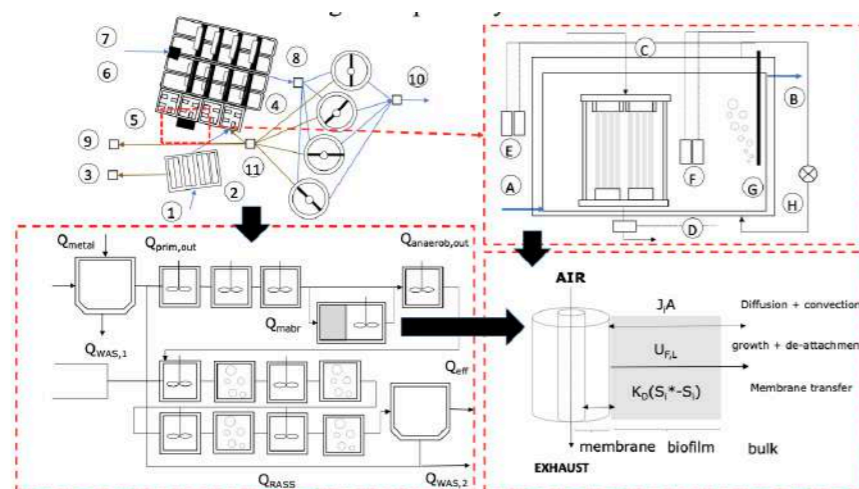 7
8
6
10
5
4
9
11
3
2
1
C
B
E
F
A
G
H
D
Q_metal
Q_prim,out
Q_anaerob,out
Q_mabr
Q_WAS,1
Q_eff
Q_RASS
Q_WAS,2
AIR
J_iA
Diffusion + convection
U_F,L
growth + de-attachment
K_D(S_i*-S_i)
Membrane transfer
membrane biofilm bulk
EXHAUST